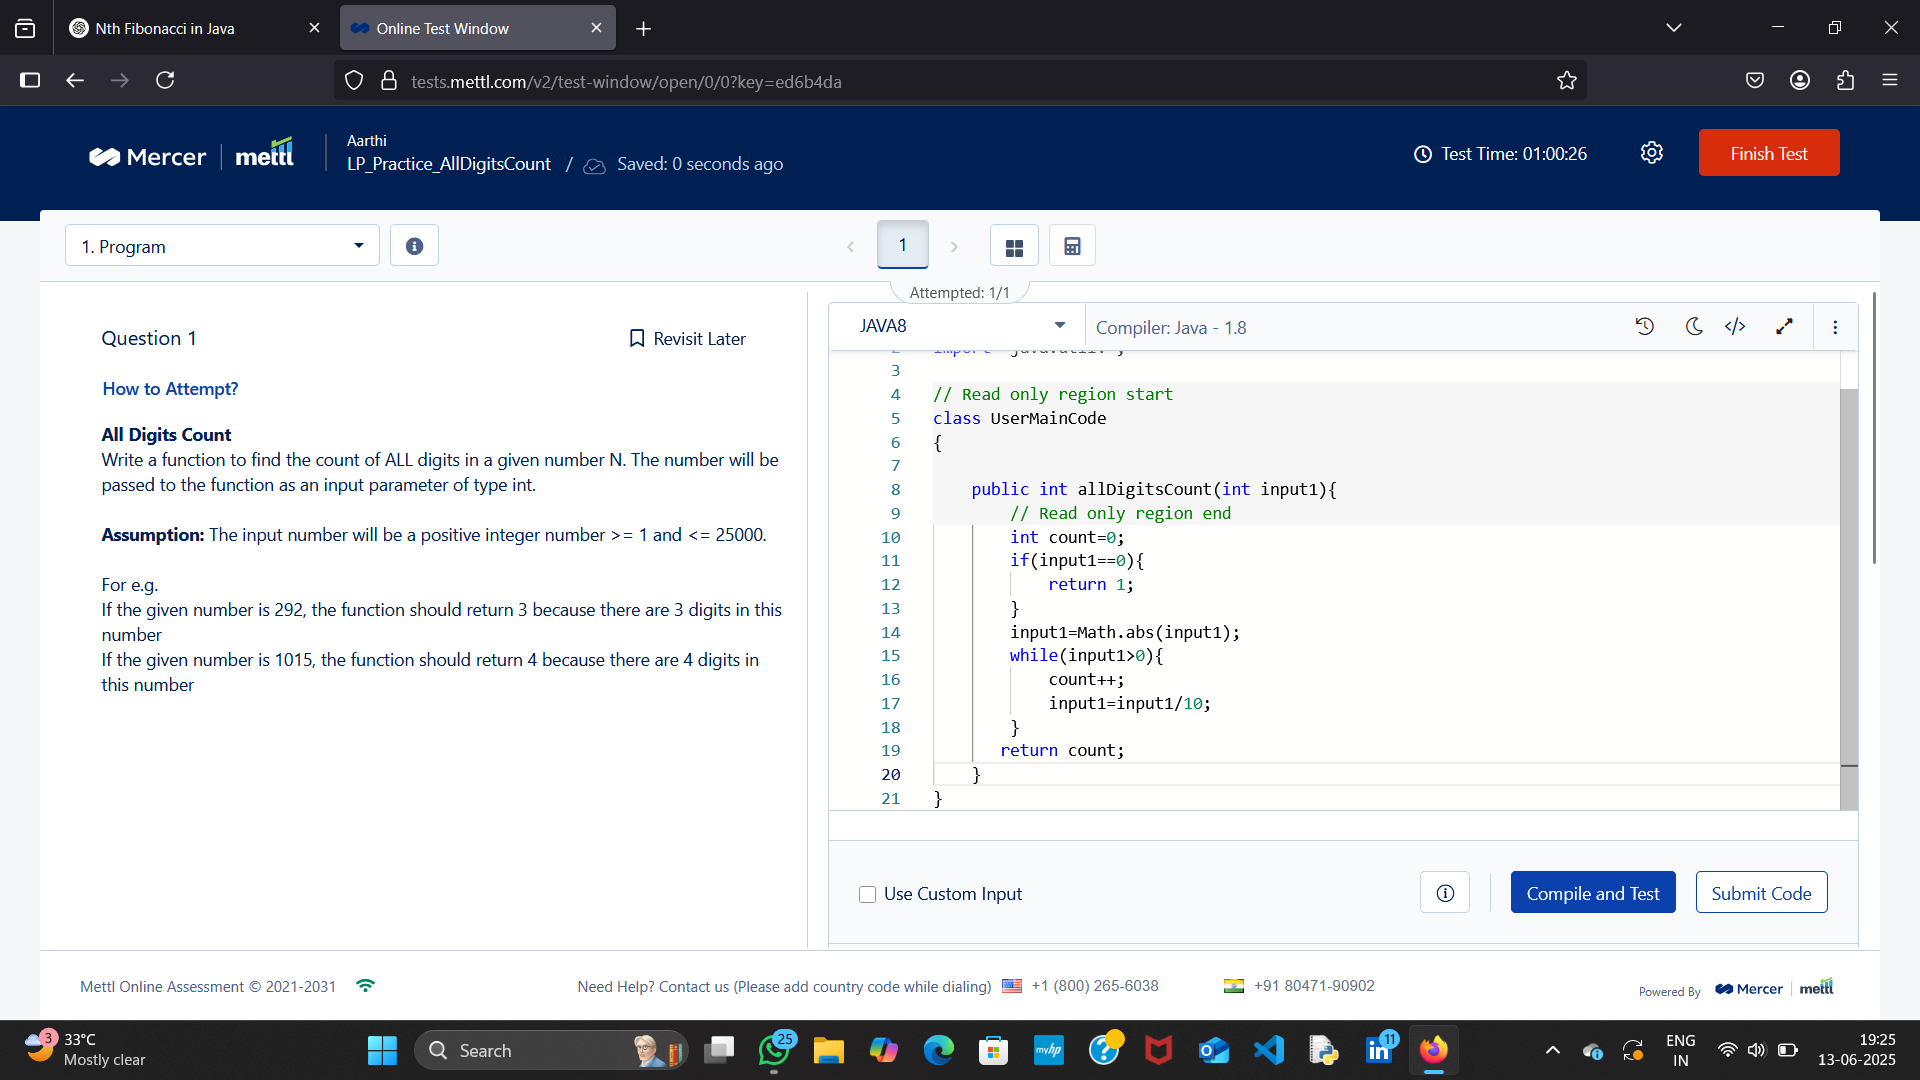 Nth Fibonacci in Java
Online Test Window
tests.mettl.com/v2/test-window/open/0/0?key=ed6b4da
Mercer
mettl
Aarthi
LP_Practice_AllDigitsCount / Saved: 0 seconds ago
Test Time: 01:00:26
Finish Test
1. Program
1
Attempted: 1/1
Question 1
Revisit Later
How to Attempt?
All Digits Count
Write a function to find the count of ALL digits in a given number N. The number will be
passed to the function as an input parameter of type int.
Assumption: The input number will be a positive integer number >= 1 and <= 25000.
For e.g.
If the given number is 292, the function should return 3 because there are 3 digits in this
number
If the given number is 1015, the function should return 4 because there are 4 digits in
this number
JAVA8
Compiler: Java - 1.8
3
4 // Read only region start
5 class UserMainCode
6 {
7
8 public int allDigitsCount(int input1){
9 // Read only region end
10 int count=0;
11 if(input1==0){
12 return 1;
13 }
14 input1=Math.abs(input1);
15 while(input1>0){
16 count++;
17 input1=input1/10;
18 }
19 return count;
20 }
21 }
Use Custom Input
Compile and Test
Submit Code
Mettl Online Assessment © 2021-2031
Need Help? Contact us (Please add country code while dialing) +1 (800) 265-6038 +91 80471-90902
Powered By Mercer mettl
3
33°C
Mostly clear
Search
25
myhp
11
ENG
IN
19:25
13-06-2025